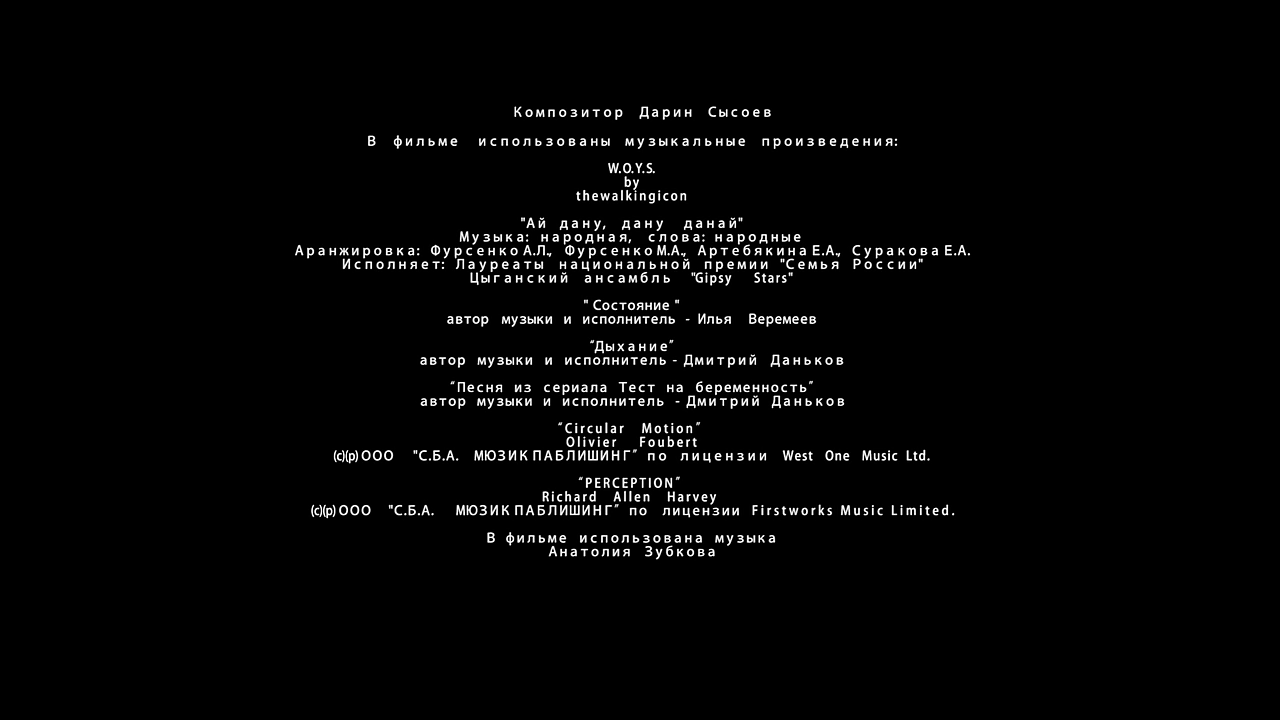 Композитор Дарин Сысоев
В фильме использованы музыкальные произведения:
W.O.Y.S.
by
thewalkingicon
"Ай дану, дану данай"
Музыка: народная, слова: народные
Аранжировка: Фурсенко А.Л., Фурсенко М.А., Артебякина Е.А., Суракова Е.А.
Исполняет: Лауреаты национальной премии "Семья России"
Цыганский ансамбль "Gipsy Stars"
" Состояние "
автор музыки и исполнитель - Илья Веремеев
“Дыхание”
автор музыки и исполнитель - Дмитрий Даньков
“Песня из сериала Тест на беременность”
автор музыки и исполнитель - Дмитрий Даньков
“Circular Motion”
Olivier Foubert
(c)(p) ООО "С.Б.А. МЮЗИК ПАБЛИШИНГ” по лицензии West One Music Ltd.
“PERCEPTION”
Richard Allen Harvey
(c)(p) ООО "С.Б.А. МЮЗИК ПАБЛИШИНГ” по лицензии Firstworks Music Limited.
В фильме использована музыка
Анатолия Зубкова